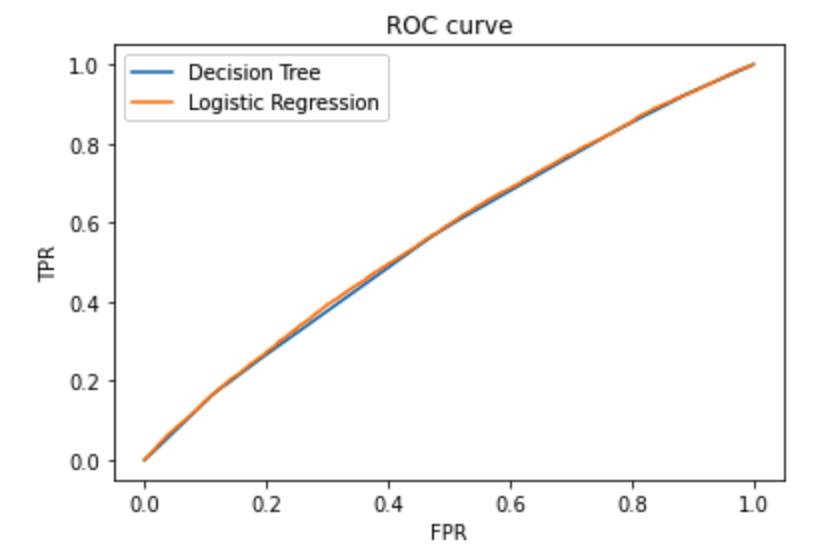 ROC curve
Decision Tree
Logistic Regression
1.0
0.8
0.6
0.4
0.2
0.0
TPR
0.0 0.2 0.4 0.6 0.8 1.0
FPR